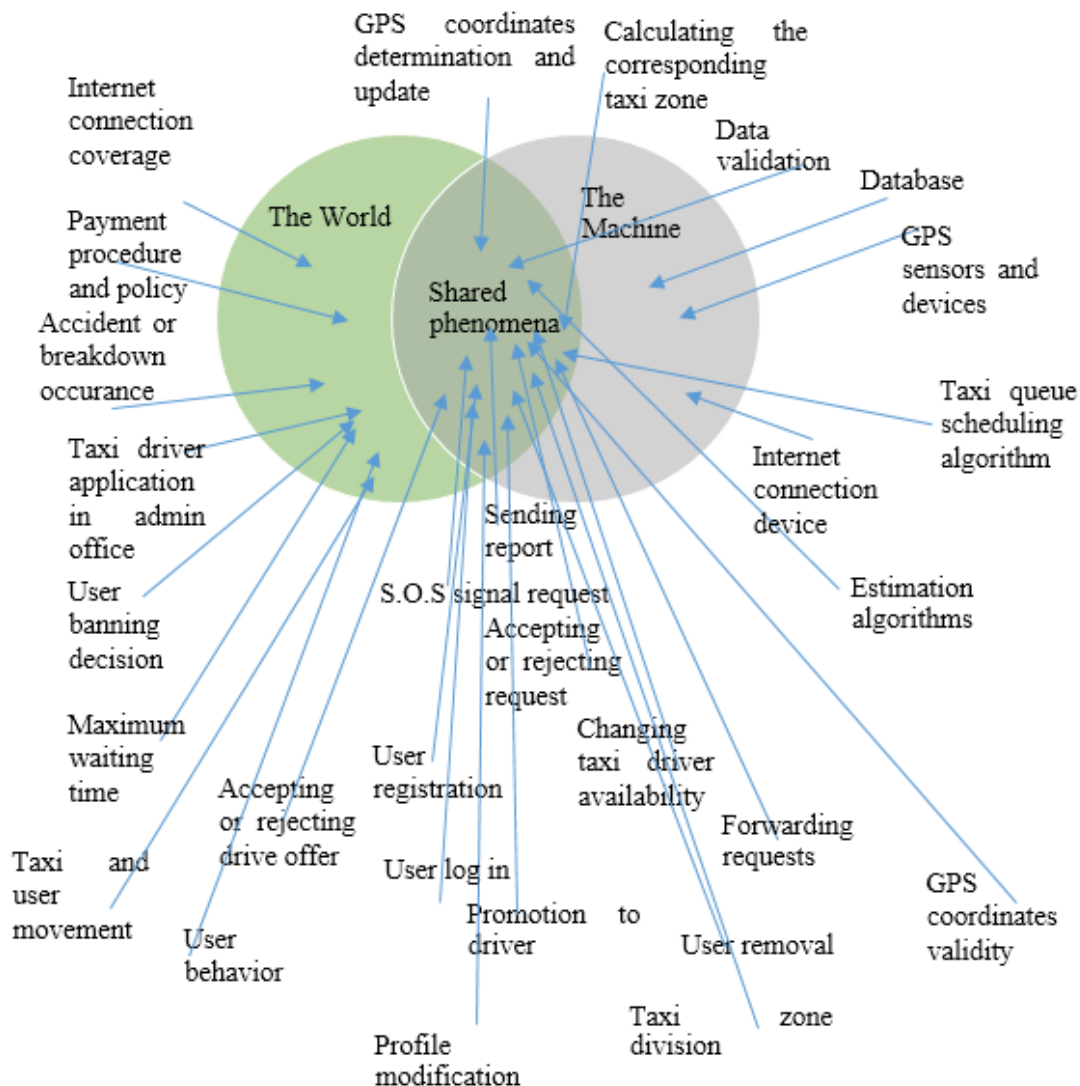 GPS coordinates
determination and
update
Calculating the
corresponding
taxi zone
Internet
connection
coverage
Data
validation
Database
The World
The
Machine
Payment
procedure
and policy
GPS
sensors and
devices
Shared
phenomena
Accident or
breakdown
occurance
Taxi queue
scheduling
algorithm
Taxi driver
application
in admin
office
Internet
connection
device
Sending
report
User
banning
decision
S.O.S signal request
Estimation
algorithms
Accepting
or rejecting
request
Maximum
waiting
time
Changing
taxi driver
availability
User
registration
Accepting
or rejecting
drive offer
Forwarding
requests
Taxi and
user
movement
User log in
GPS
coordinates
validity
Promotion to
driver
User removal
User
behavior
Taxi zone
division
Profile
modification